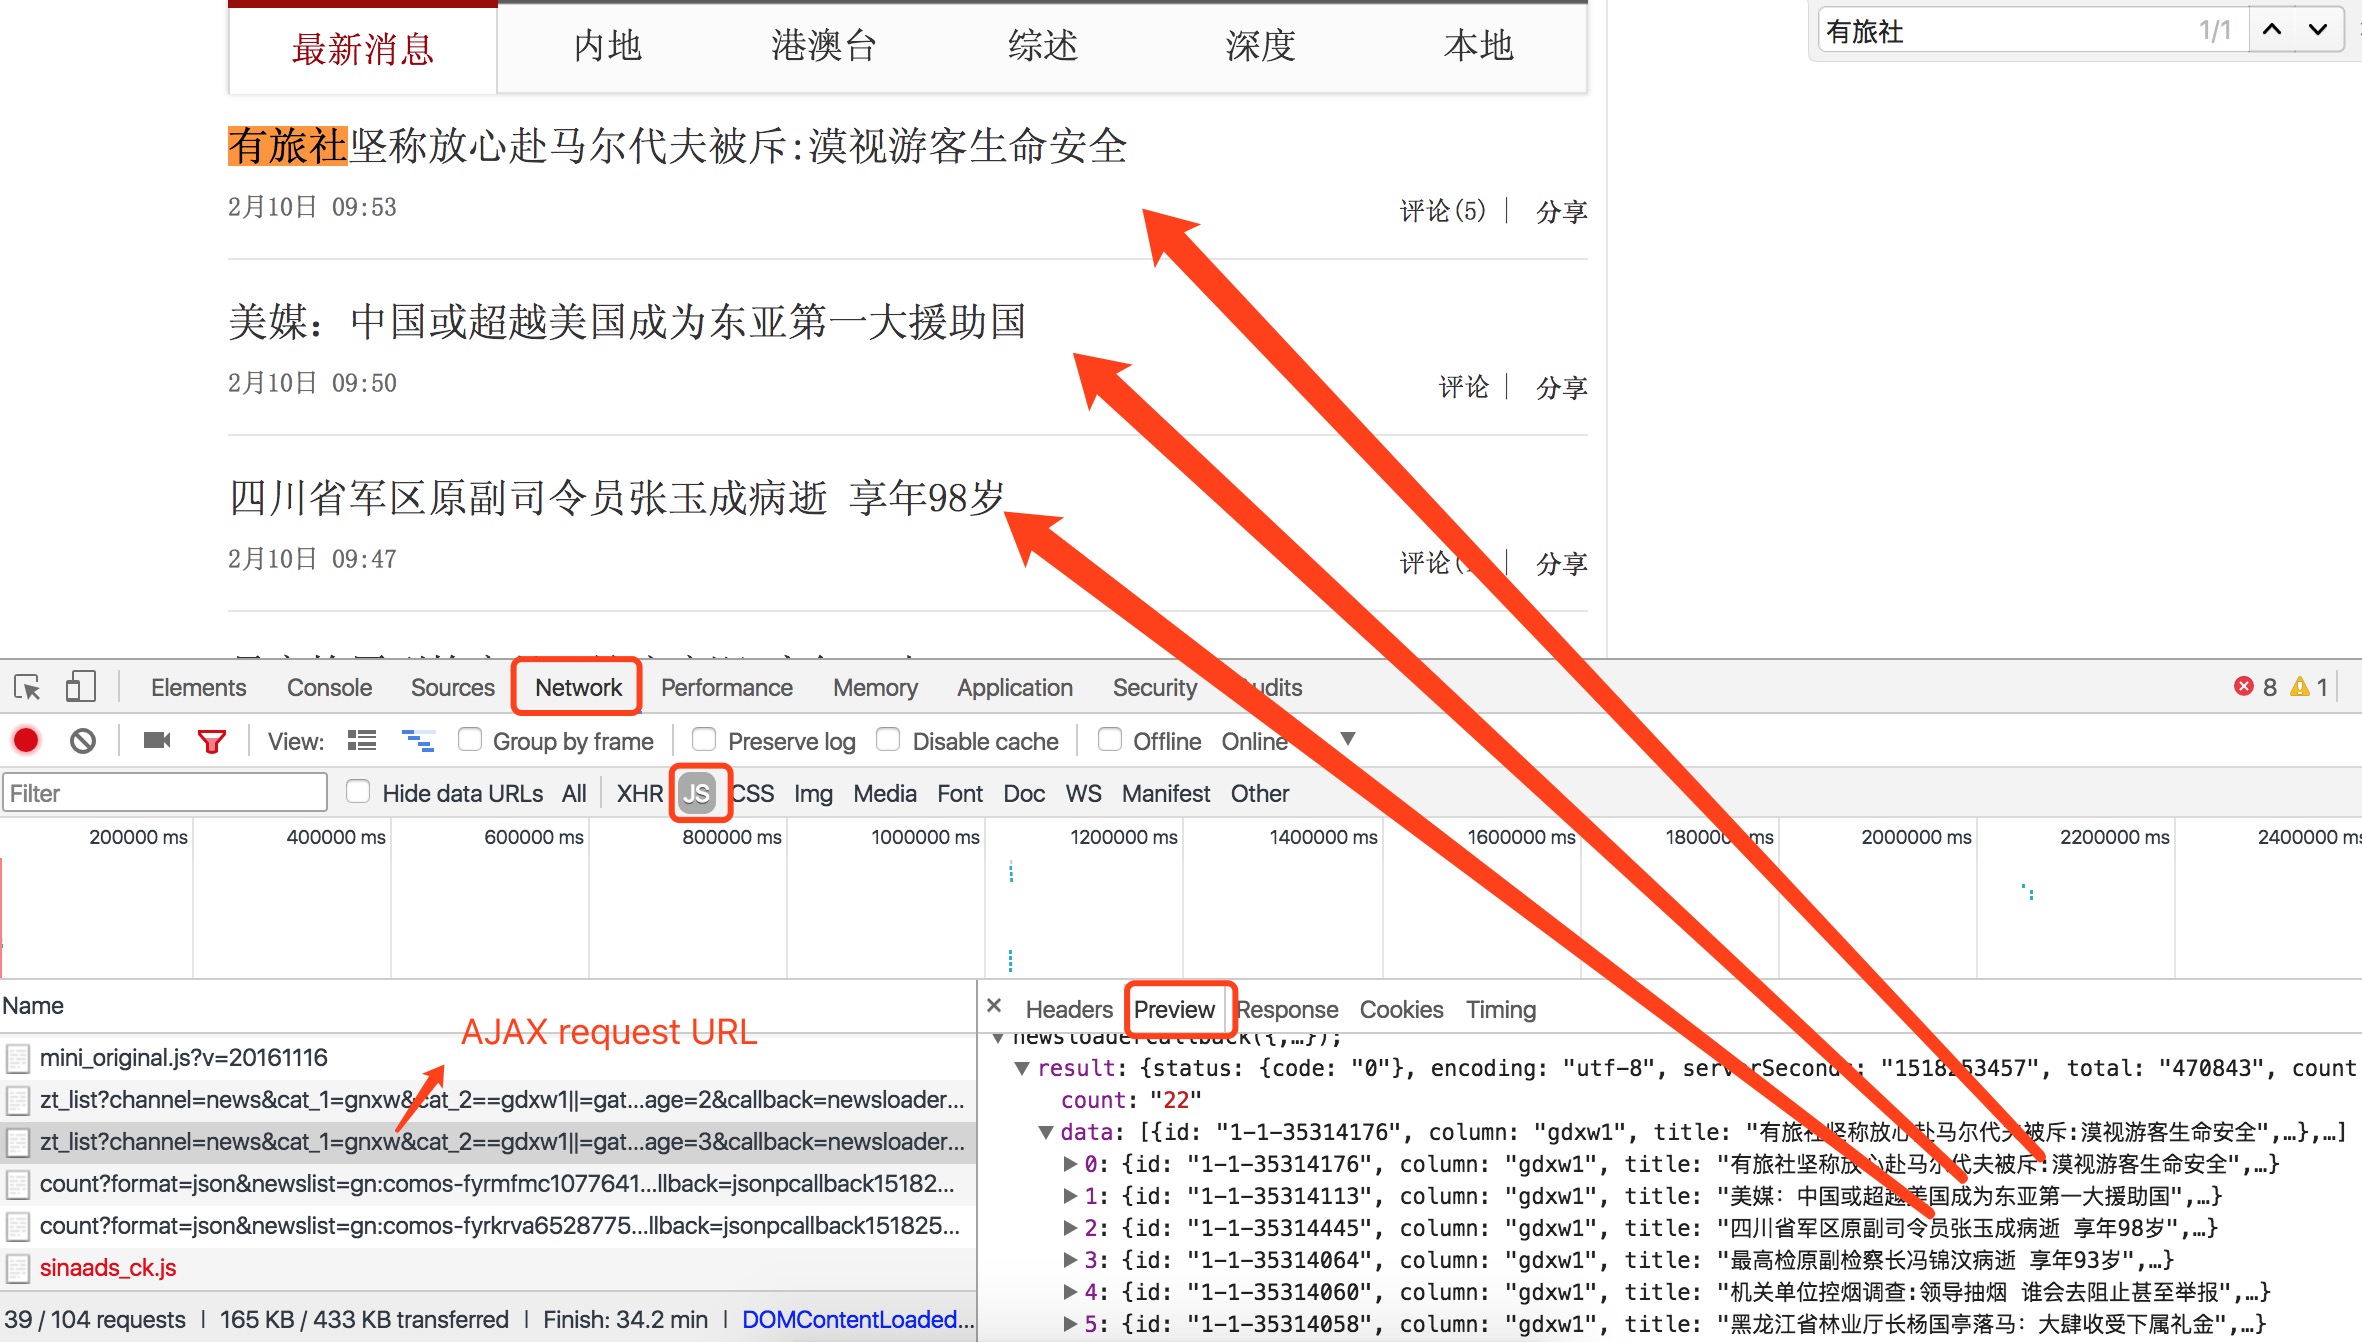 最新消息 内地 港澳台 综述 深度 本地
有旅社 1/1
有旅社坚称放心赴马尔代夫被斥:漠视游客生命安全
2月10日 09:53 评论(5) | 分享
美媒：中国或超越美国成为东亚第一大援助国
2月10日 09:50 评论 | 分享
四川省军区原副司令员张玉成病逝 享年98岁
2月10日 09:47 评论( | 分享
Elements Console Sources Network Performance Memory Application Security udits 8 1
View: Group by frame Preserve log Disable cache Offline Online
Filter Hide data URLs All XHR JS CSS Img Media Font Doc WS Manifest Other
200000 ms 400000 ms 600000 ms 800000 ms 1000000 ms 1200000 ms 1400000 ms 1600000 ms 1800000 ms 2000000 ms 2200000 ms 2400000 ms
Name
AJAX request URL
mini_original.js?v=20161116
zt_list?channel=news&cat_1=gnxw&cat_2==gdxw1||=gat...age=2&callback=newsloader...
zt_list?channel=news&cat_1=gnxw&cat_2==gdxw1||=gat...age=3&callback=newsloader...
count?format=json&newslist=gn:comos-fyrmfmc1077641...llback=jsonpcallback15182...
count?format=json&newslist=gn:comos-fyrkrva6528775...llback=jsonpcallback151825...
sinaads_ck.js
39 / 104 requests | 165 KB / 433 KB transferred | Finish: 34.2 min | DOMContentLoaded...
× Headers Preview Response Cookies Timing
newsloadercallback({,…});
result: {status: {code: "0"}, encoding: "utf-8", serverSeconds: "1518253457", total: "470843", count
count: "22"
data: [{id: "1-1-35314176", column: "gdxw1", title: "有旅社坚称放心赴马尔代夫被斥:漠视游客生命安全",…},…]
0: {id: "1-1-35314176", column: "gdxw1", title: "有旅社坚称放心赴马尔代夫被斥:漠视游客生命安全",…}
1: {id: "1-1-35314113", column: "gdxw1", title: "美媒：中国或超越美国成为东亚第一大援助国",…}
2: {id: "1-1-35314445", column: "gdxw1", title: "四川省军区原副司令员张玉成病逝 享年98岁",…}
3: {id: "1-1-35314064", column: "gdxw1", title: "最高检原副检察长冯锦汶病逝 享年93岁",…}
4: {id: "1-1-35314060", column: "gdxw1", title: "机关单位控烟调查:领导抽烟 谁会去阻止甚至举报",…}
5: {id: "1-1-35314058", column: "gdxw1", title: "黑龙江省林业厅长杨国亭落马：大肆收受下属礼金",…}